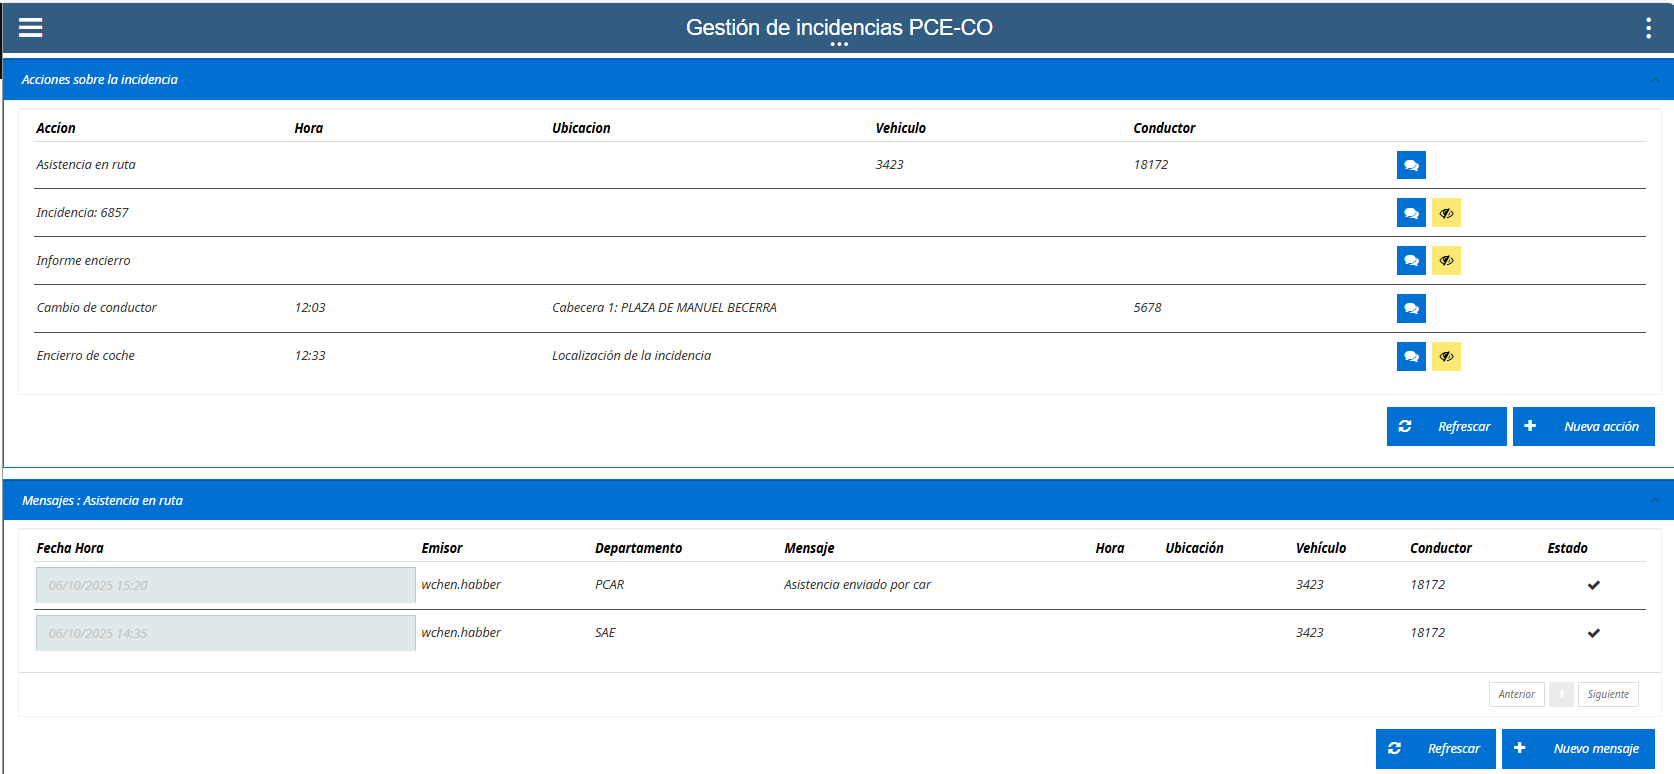 Gestión de incidencias PCE-CO
Acciones sobre la incidencia
Accion Hora Ubicacion Vehiculo Conductor
Asistencia en ruta 3423 18172
Incidencia: 6857
Informe encierro
Cambio de conductor 12:03 Cabecera 1: PLAZA DE MANUEL BECERRA 5678
Encierro de coche 12:33 Localización de la incidencia
Refrescar Nueva acción
Mensajes : Asistencia en ruta
Fecha Hora Emisor Departamento Mensaje Hora Ubicación Vehículo Conductor Estado
06/10/2025 15:20 wchen.habber PCAR Asistencia enviado por car 3423 18172
06/10/2025 14:35 wchen.habber SAE 3423 18172
Anterior 1 Siguiente
Refrescar Nuevo mensaje